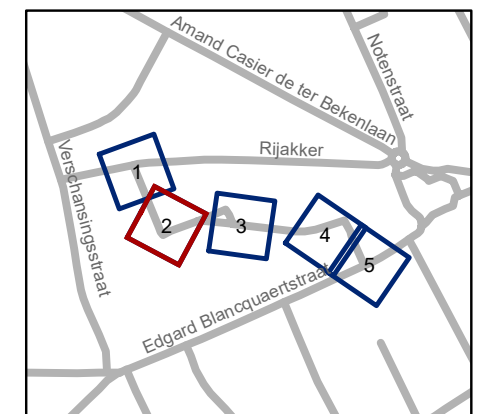 Amand Casier de ter Bekenlaan
Notenstraat
Rijakker
Verschansingsstraat
1
2
3
4
5
Edgard Blancquaertstraat